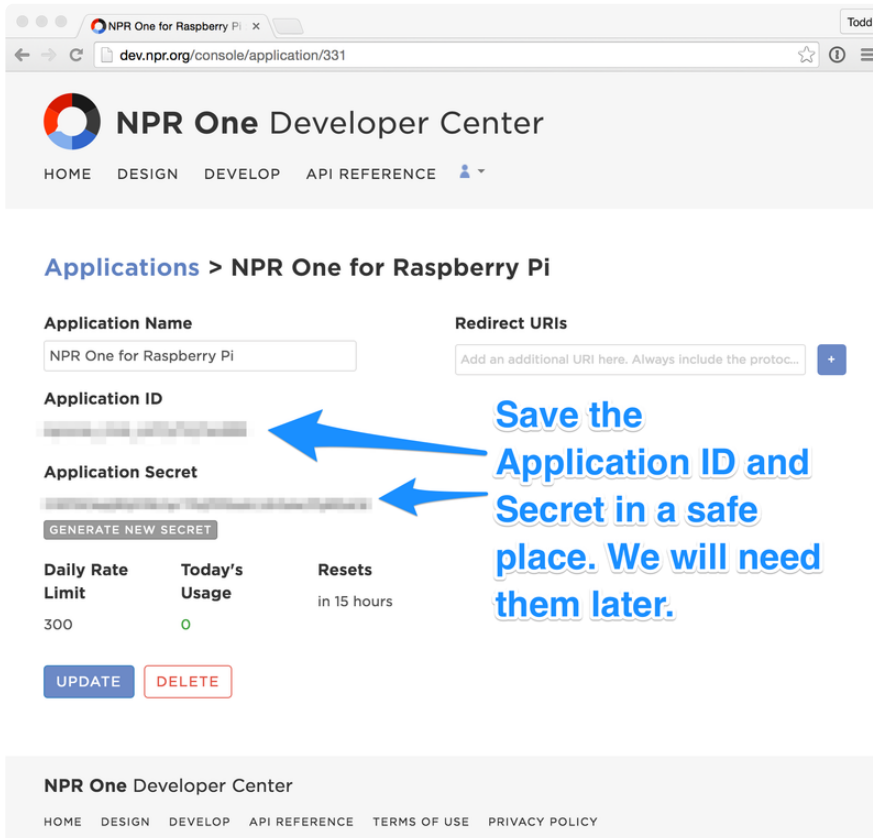 NPR One for Raspberry Pi
Todd
dev.npr.org/console/application/331
NPR One Developer Center
HOME DESIGN DEVELOP API REFERENCE
Applications > NPR One for Raspberry Pi
Application Name
Redirect URIs
NPR One for Raspberry Pi
Add an additional URI here. Always include the protoc...
+
Application ID
Save the
Application ID and
Secret in a safe
place. We will need
them later.
Application Secret
GENERATE NEW SECRET
Daily Rate
Limit
300
Today's
Usage
0
Resets
in 15 hours
UPDATE
DELETE
NPR One Developer Center
HOME DESIGN DEVELOP API REFERENCE TERMS OF USE PRIVACY POLICY